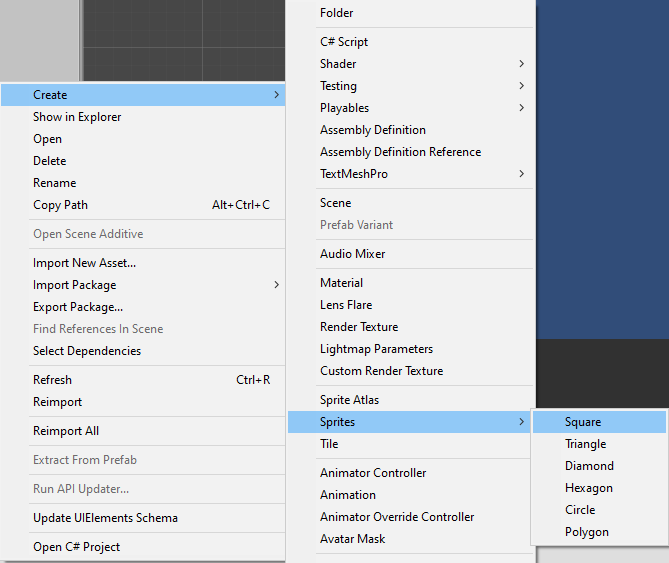 Create
Show in Explorer
Open
Delete
Rename
Copy Path Alt+Ctrl+C
Open Scene Additive
Import New Asset...
Import Package
Export Package...
Find References In Scene
Select Dependencies
Refresh Ctrl+R
Reimport
Reimport All
Extract From Prefab
Run API Updater...
Update UIElements Schema
Open C# Project
Folder
C# Script
Shader
Testing
Playables
Assembly Definition
Assembly Definition Reference
TextMeshPro
Scene
Prefab Variant
Audio Mixer
Material
Lens Flare
Render Texture
Lightmap Parameters
Custom Render Texture
Sprite Atlas
Sprites
Tile
Animator Controller
Animation
Animator Override Controller
Avatar Mask
Square
Triangle
Diamond
Hexagon
Circle
Polygon